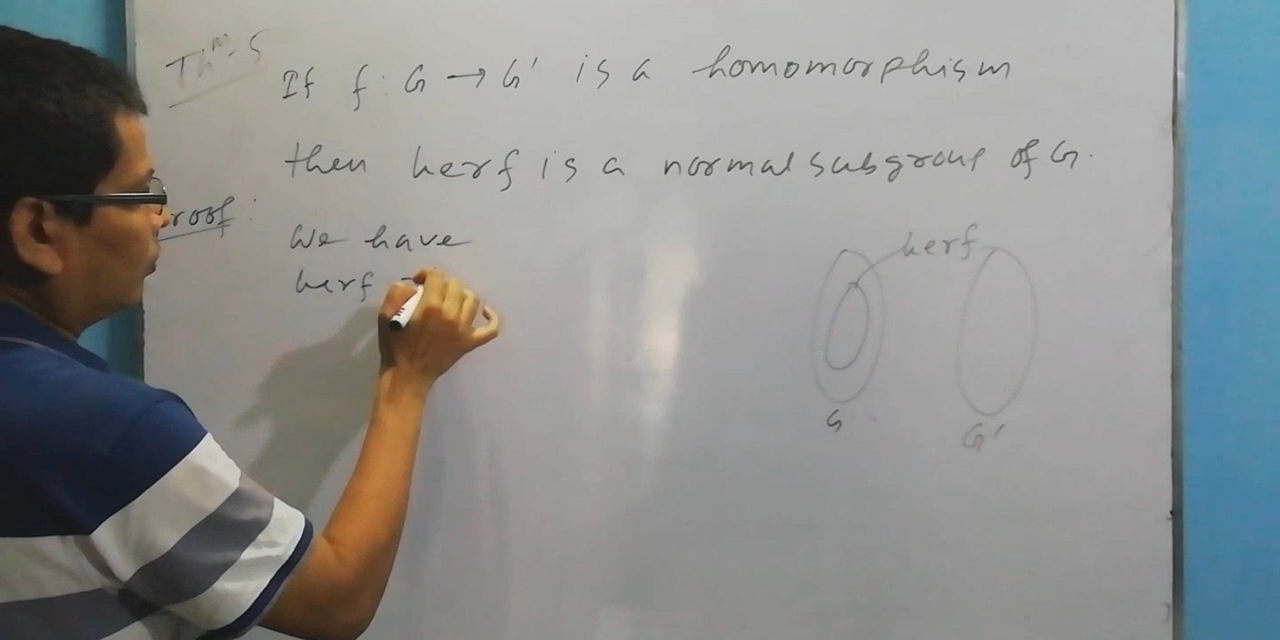 Thm-5
If f: G → G' is a homomorphism
then kerf is a normal subgroup of G.
roof:
We have
kerf
kerf
G
G'